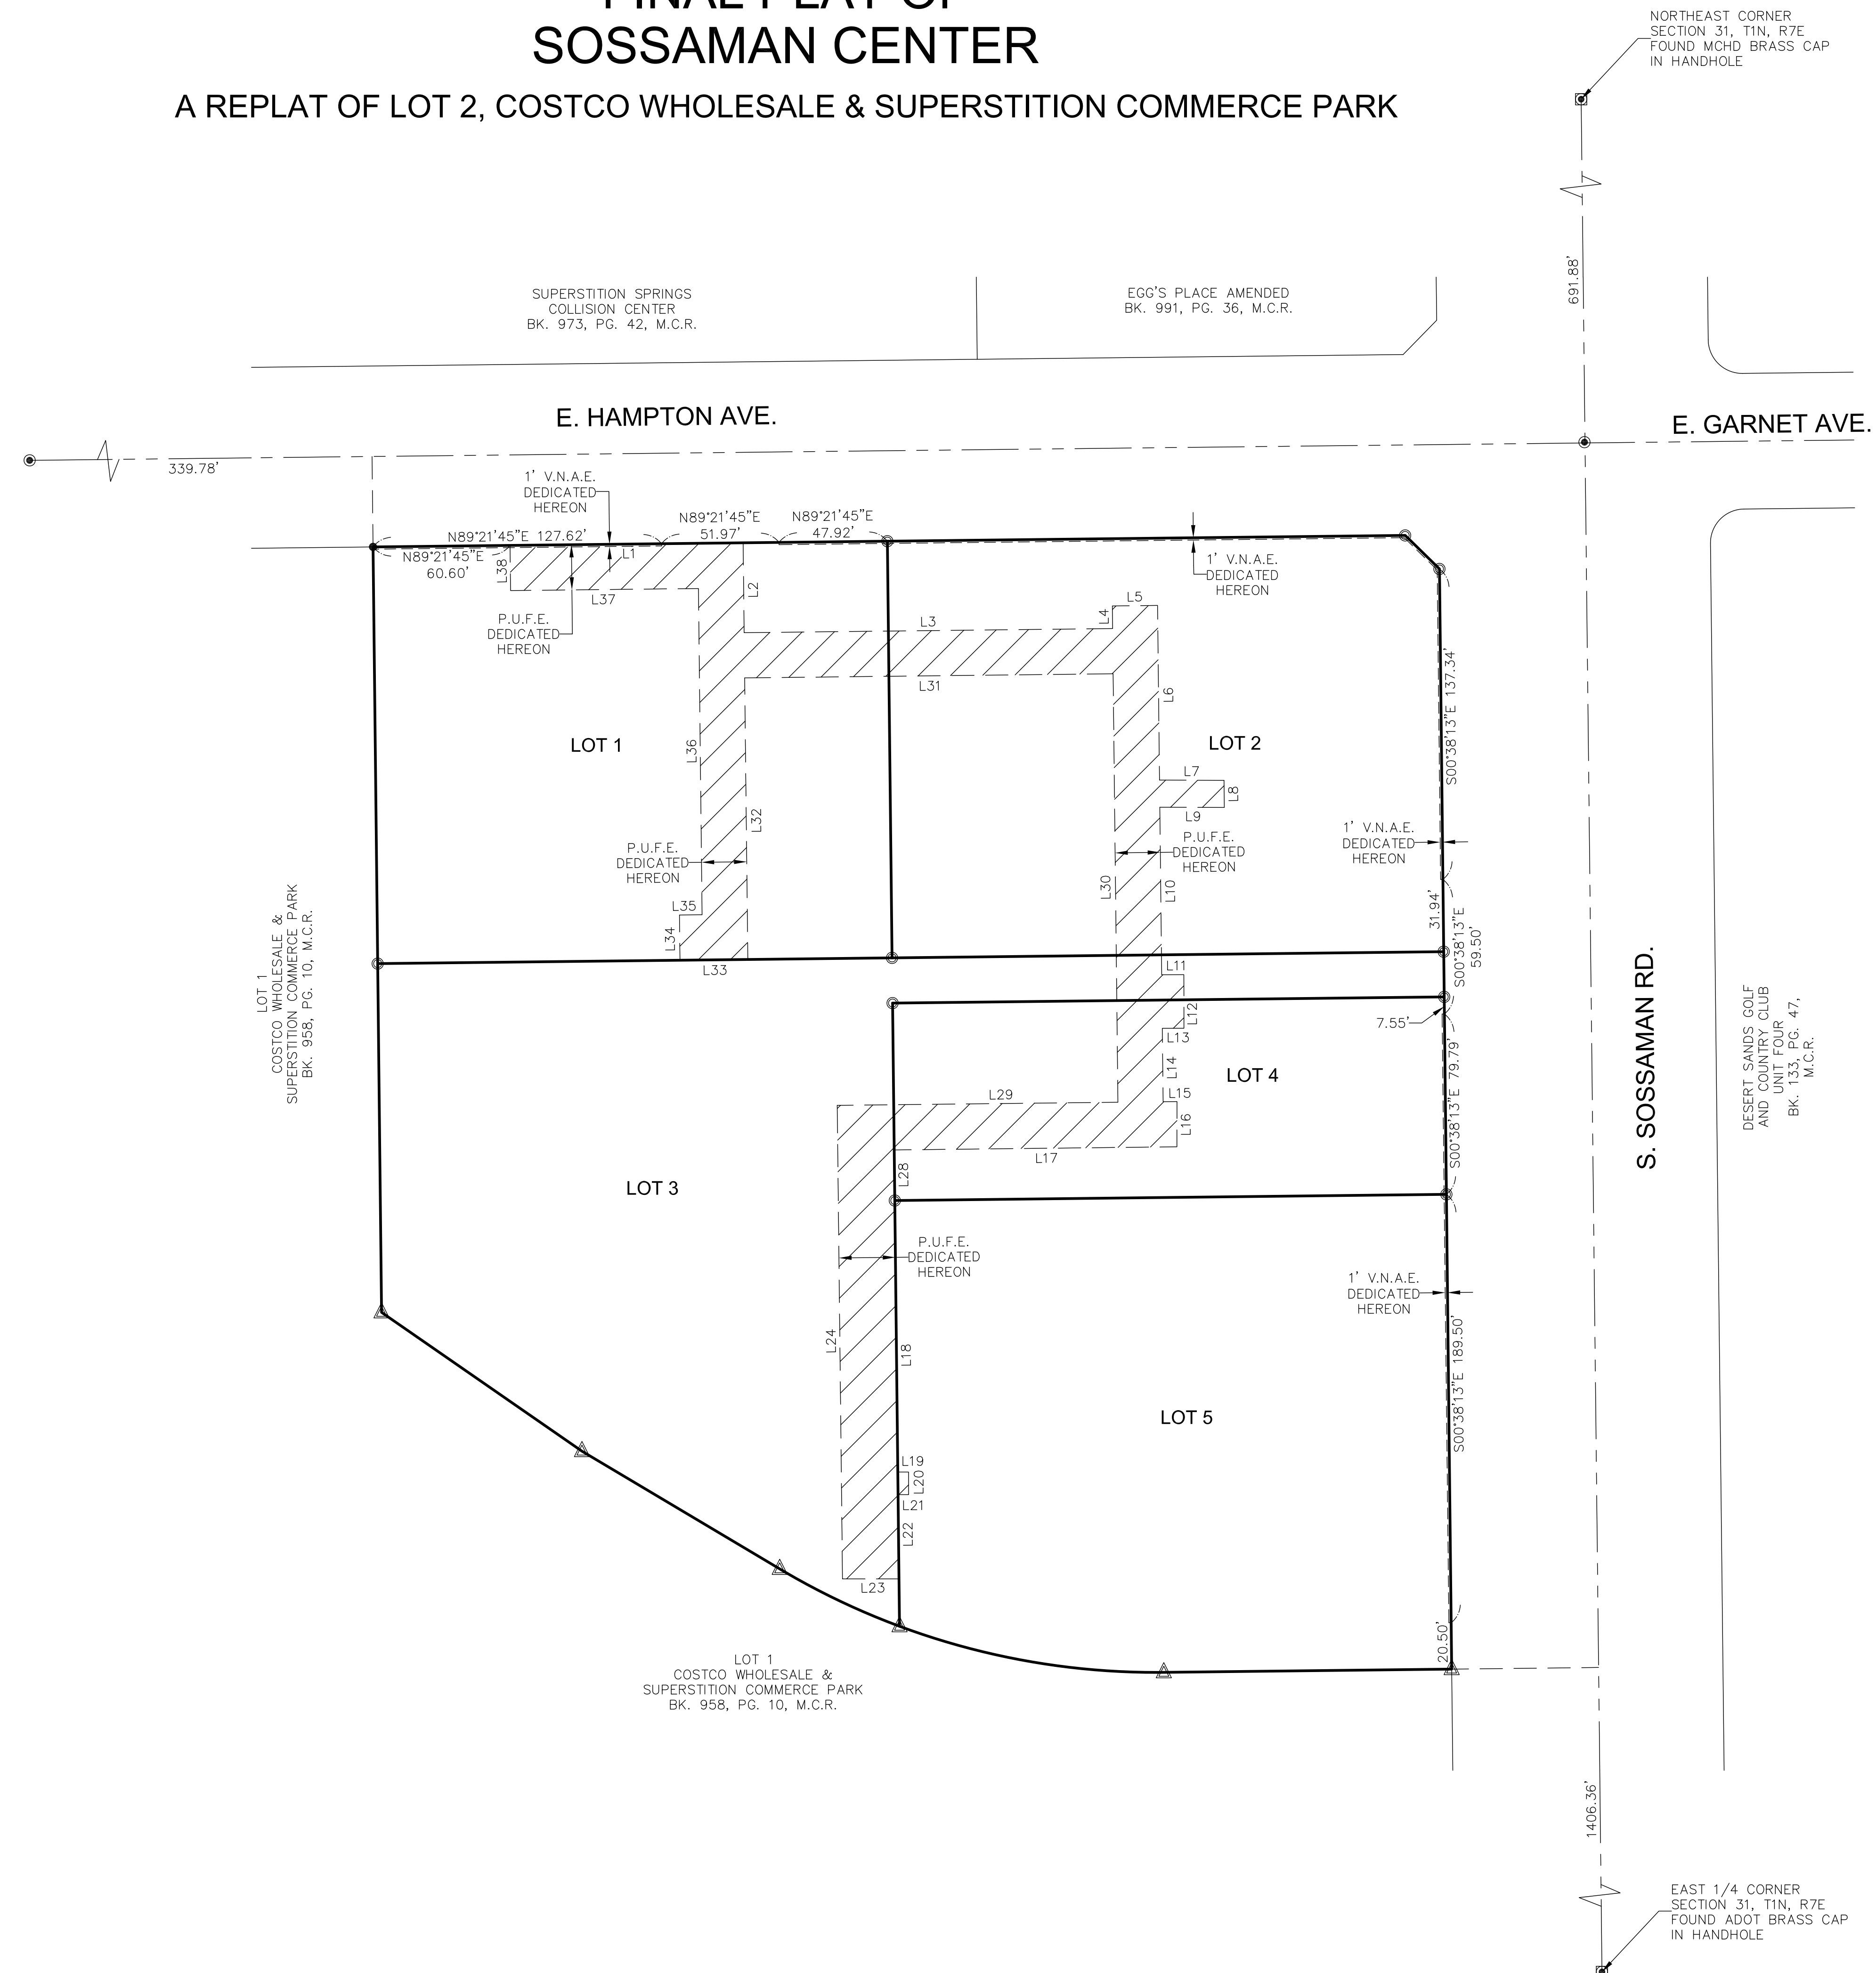 FINAL PLAT OF
SOSSAMAN CENTER
A REPLAT OF LOT 2, COSTCO WHOLESALE & SUPERSTITION COMMERCE PARK
NORTHEAST CORNER
SECTION 31, T1N, R7E
FOUND MCHD BRASS CAP
IN HANDHOLE
691.88'
SUPERSTITION SPRINGS
COLLISION CENTER
BK. 973, PG. 42, M.C.R.
EGG'S PLACE AMENDED
BK. 991, PG. 36, M.C.R.
E. HAMPTON AVE.
E. GARNET AVE.
339.78'
1' V.N.A.E.
DEDICATED
HEREON
N89°21'45"E 127.62'
N89°21'45"E
51.97'
N89°21'45"E
47.92'
N89°21'45"E
60.60'
L38
L1
L37
L2
P.U.F.E.
DEDICATED
HEREON
1' V.N.A.E.
DEDICATED
HEREON
L3
L4
L5
L31
L6
S00°38'13"E 137.34'
LOT 1
L36
LOT 2
L7
L8
L9
L32
P.U.F.E.
DEDICATED
HEREON
P.U.F.E.
DEDICATED
HEREON
1' V.N.A.E.
DEDICATED
HEREON
L30
L10
L35
L34
L33
31.94'
S00°38'13"E
59.50'
L11
L12
L13
7.55'
LOT 1
COSTCO WHOLESALE &
SUPERSTITION COMMERCE PARK
BK. 958, PG. 10, M.C.R.
S. SOSSAMAN RD.
DESERT SANDS GOLF
AND COUNTRY CLUB
UNIT FOUR
BK. 133, PG. 47,
M.C.R.
L14
LOT 4
S00°38'13"E 79.79'
L29
L15
L16
L17
L28
LOT 3
P.U.F.E.
DEDICATED
HEREON
1' V.N.A.E.
DEDICATED
HEREON
L24
L18
S00°38'13"E 189.50'
LOT 5
L19
L20
L21
L22
L23
20.50'
LOT 1
COSTCO WHOLESALE &
SUPERSTITION COMMERCE PARK
BK. 958, PG. 10, M.C.R.
1406.36'
EAST 1/4 CORNER
SECTION 31, T1N, R7E
FOUND ADOT BRASS CAP
IN HANDHOLE